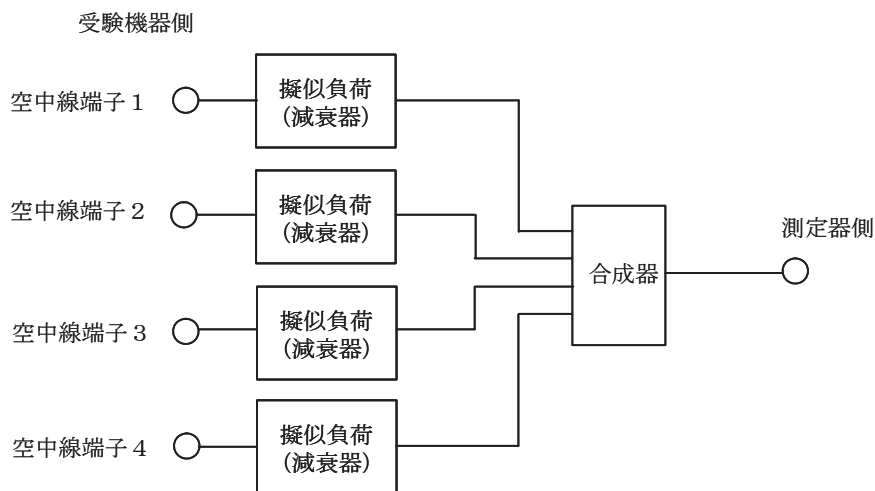 受験機器側
空中線端子１
擬似負荷
(減衰器)
空中線端子２
擬似負荷
(減衰器)
合成器
測定器側
空中線端子３
擬似負荷
(減衰器)
空中線端子４
擬似負荷
(減衰器)